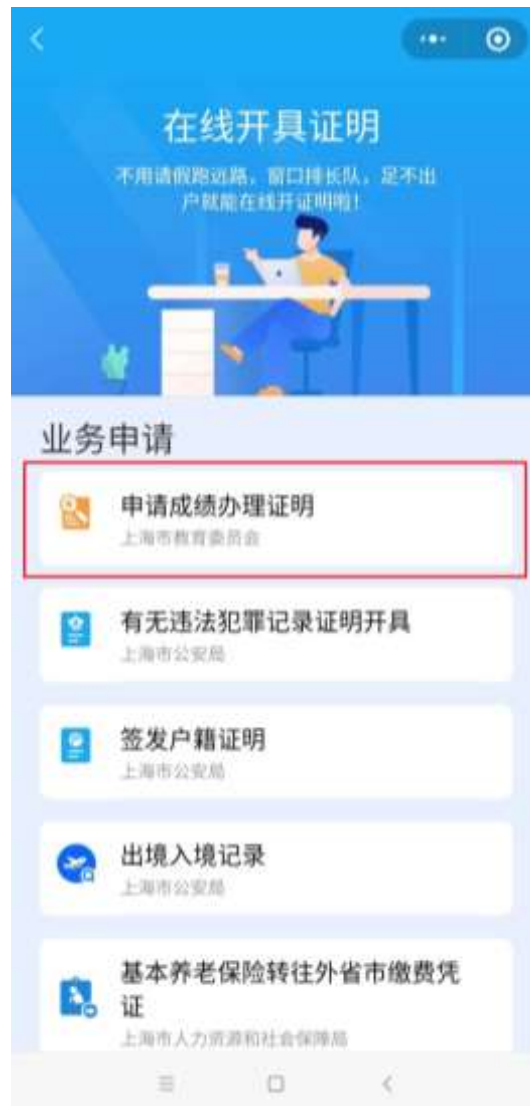 在线开具证明
不用请假跑远路，窗口排长队，足不出
户就能在线开证明啦！
业务申请
申请成绩办理证明
上海市教育委员会
有无违法犯罪记录证明开具
上海市公安局
签发户籍证明
上海市公安局
出境入境记录
上海市公安局
基本养老保险转往外省市缴费凭
证
上海市人力资源和社会保障局